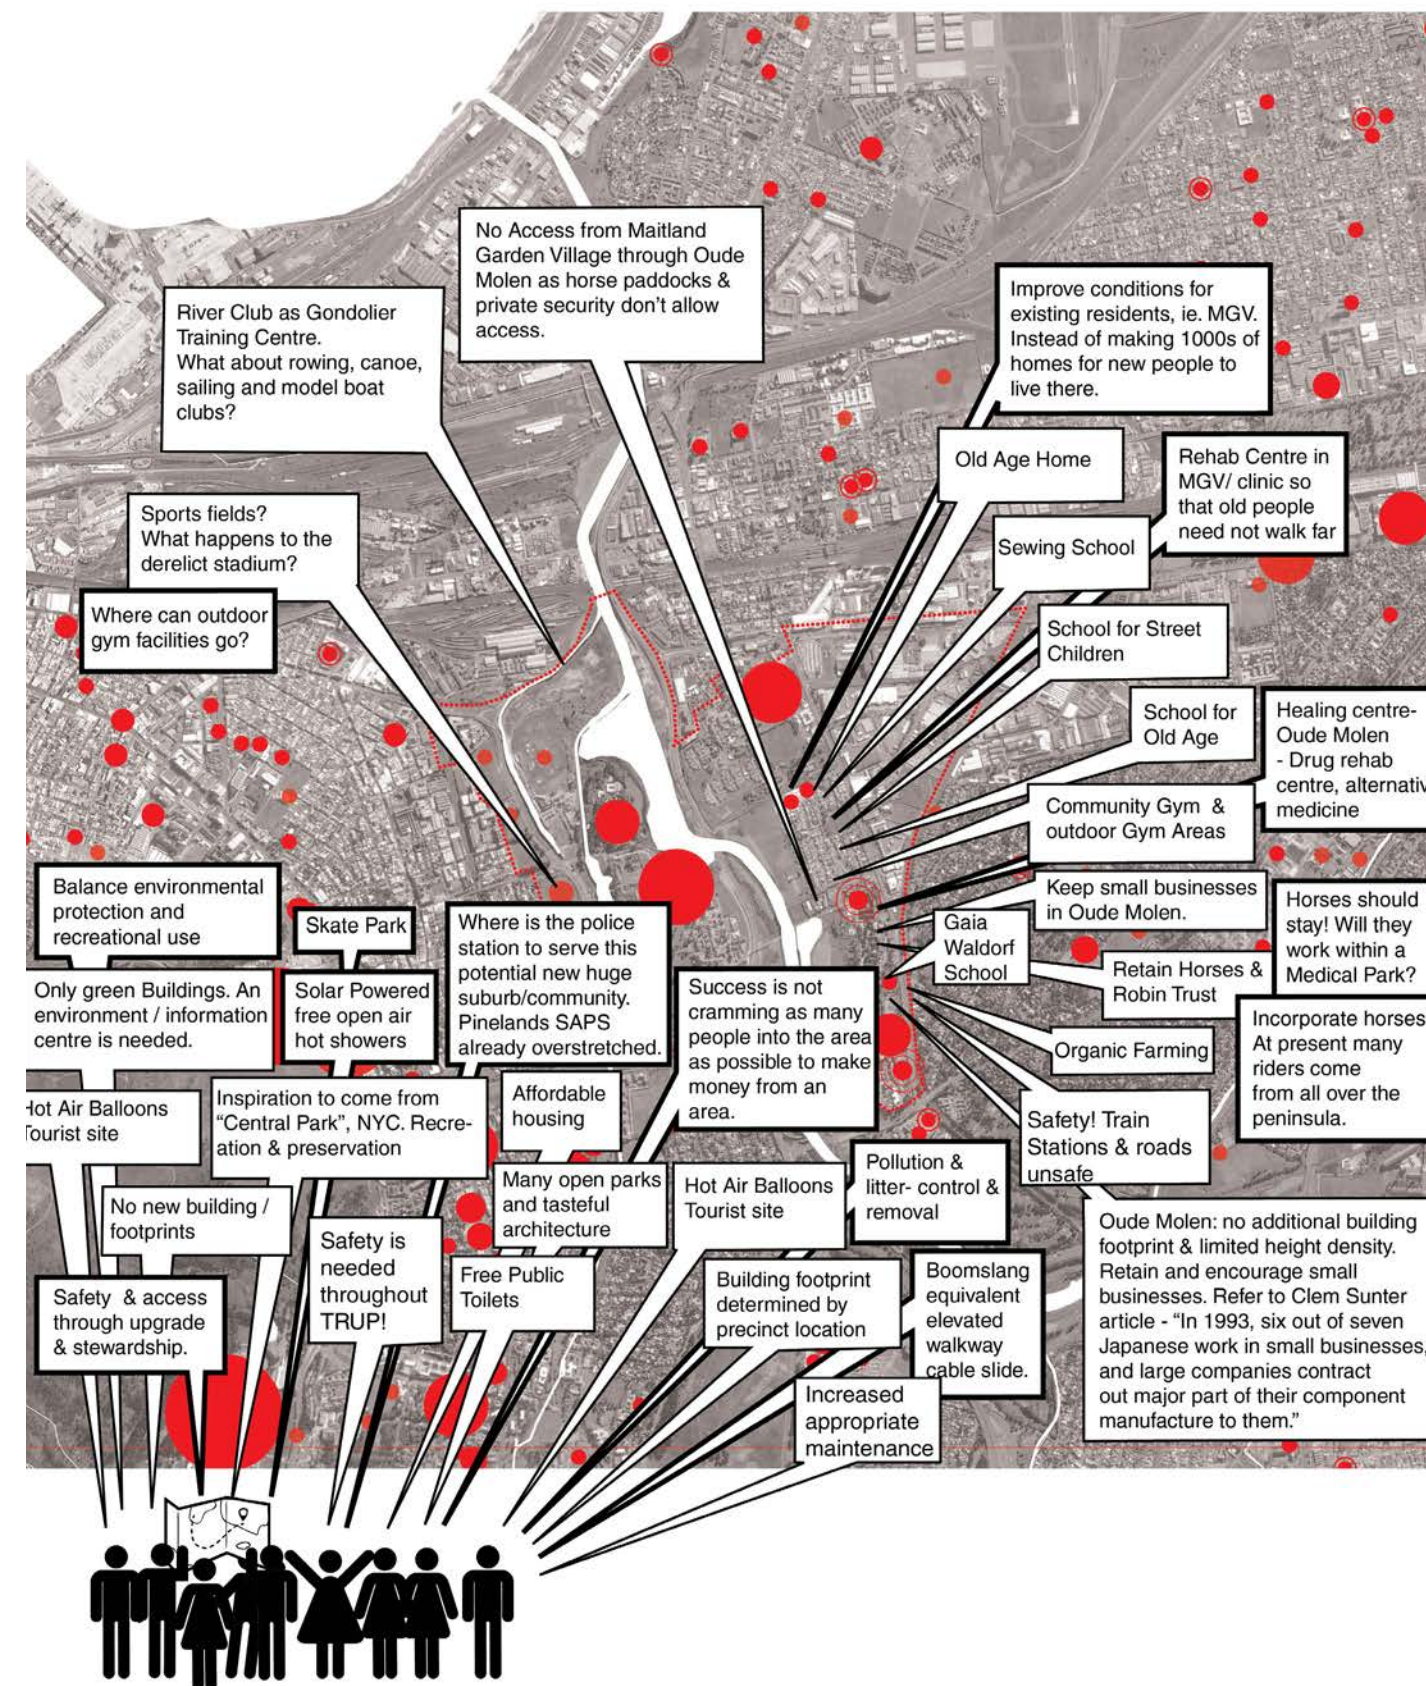 No Access from Maitland
Garden Village through Oude
Molen as horse paddocks &
private security don't allow
access.
River Club as Gondolier
Training Centre.
What about rowing, canoe,
sailing and model boat
clubs?
Improve conditions for
existing residents, ie. MGV.
Instead of making 1000s of
homes for new people to
live there.
Old Age Home
Rehab Centre in
MGV/ clinic so
that old people
need not walk far
Sports fields?
What happens to the
derelict stadium?
Sewing School
Where can outdoor
gym facilities go?
School for Street
Children
School for
Old Age
Healing centre-
Oude Molen
- Drug rehab
centre, alternativ
medicine
Community Gym &
outdoor Gym Areas
Balance environmental
protection and
recreational use
Skate Park
Where is the police
station to serve this
potential new huge
suburb/community.
Pinelands SAPS
already overstretched.
Keep small businesses
in Oude Molen.
Horses should
stay! Will they
work within a
Medical Park?
Gaia
Waldorf
School
Retain Horses &
Robin Trust
Only green Buildings. An
environment / information
centre is needed.
Solar Powered
free open air
hot showers
Success is not
cramming as many
people into the area
as possible to make
money from an
area.
Organic Farming
Incorporate horses
At present many
riders come
from all over the
peninsula.
Hot Air Balloons
Tourist site
Inspiration to come from
“Central Park”, NYC. Recre-
ation & preservation
Affordable
housing
Safety! Train
Stations & roads
unsafe
No new building /
footprints
Many open parks
and tasteful
architecture
Hot Air Balloons
Tourist site
Pollution &
litter- control &
removal
Safety is
needed
throughout
TRUP!
Oude Molen: no additional building
footprint & limited height density.
Retain and encourage small
businesses. Refer to Clem Sunter
article - “In 1993, six out of seven
Japanese work in small businesses,
and large companies contract
out major part of their component
manufacture to them.”
Safety & access
through upgrade
& stewardship.
Free Public
Toilets
Building footprint
determined by
precinct location
Boomslang
equivalent
elevated
walkway
cable slide.
Increased
appropriate
maintenance